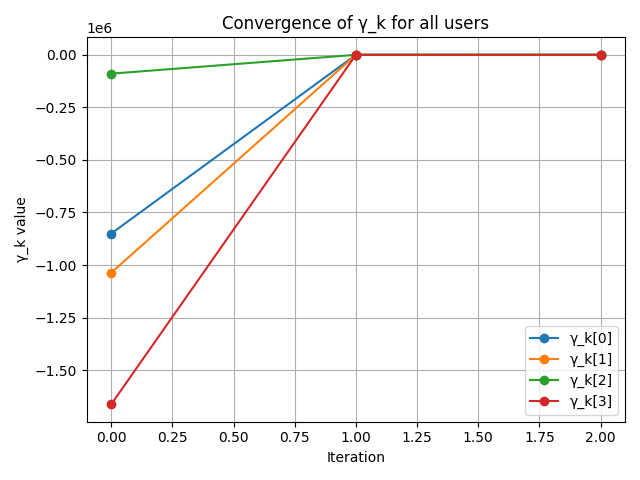 Convergence of γ_k for all users
1e6
0.00
−0.25
−0.50
−0.75
−1.00
−1.25
−1.50
γ_k value
γ_k[0]
γ_k[1]
γ_k[2]
γ_k[3]
0.00 0.25 0.50 0.75 1.00 1.25 1.50 1.75 2.00
Iteration